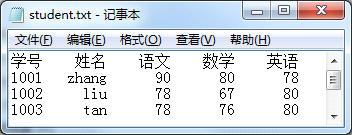 student.txt - 记事本
文件(F) 编辑(E) 格式(O) 查看(V) 帮助(H)
学号 姓名 语文 数学 英语
1001 zhang 90 80 78
1002 liu 78 67 80
1003 tan 78 76 80